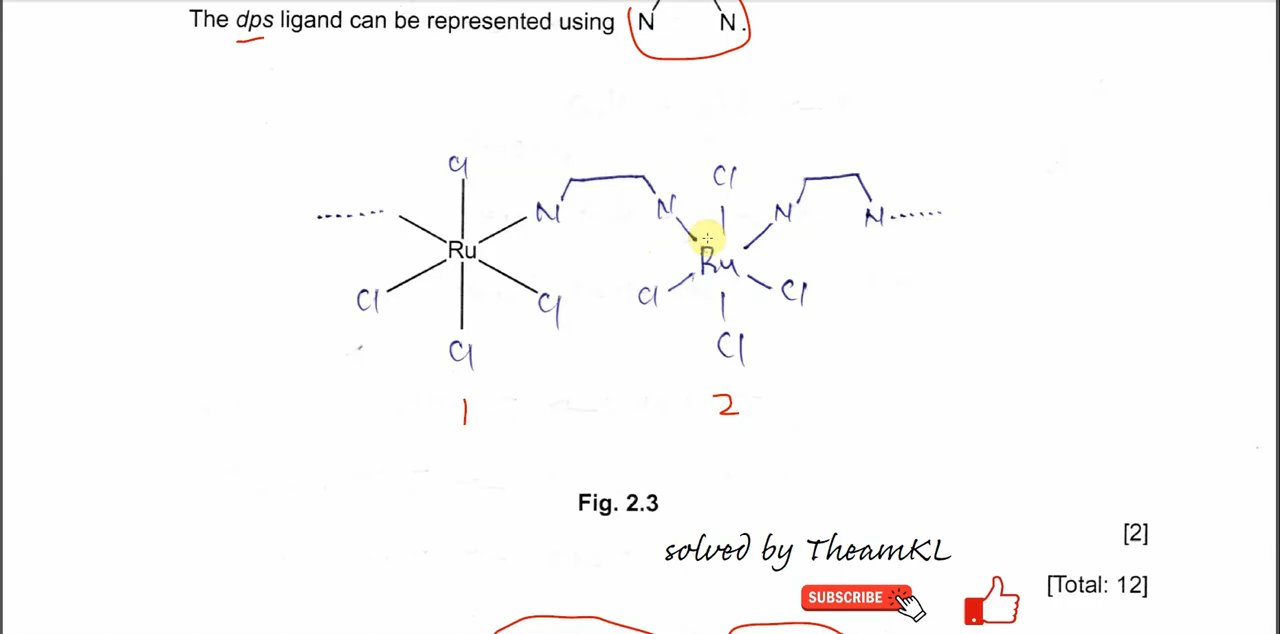 The dps ligand can be represented using N N.
Cl Cl
N N N N
Ru Ru
Cl Cl Cl Cl
Cl Cl
1 2
Fig. 2.3
[2]
solved by TheamKL
[Total: 12]
SUBSCRIBE